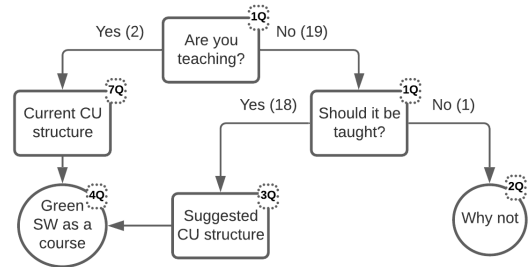 1Q
Yes (2)
Are you
teaching?
No (19)
7Q
Current CU
structure
1Q
Yes (18)
Should it be
taught?
No (1)
4Q
Green
SW as a
course
3Q
Suggested
CU structure
2Q
Why not